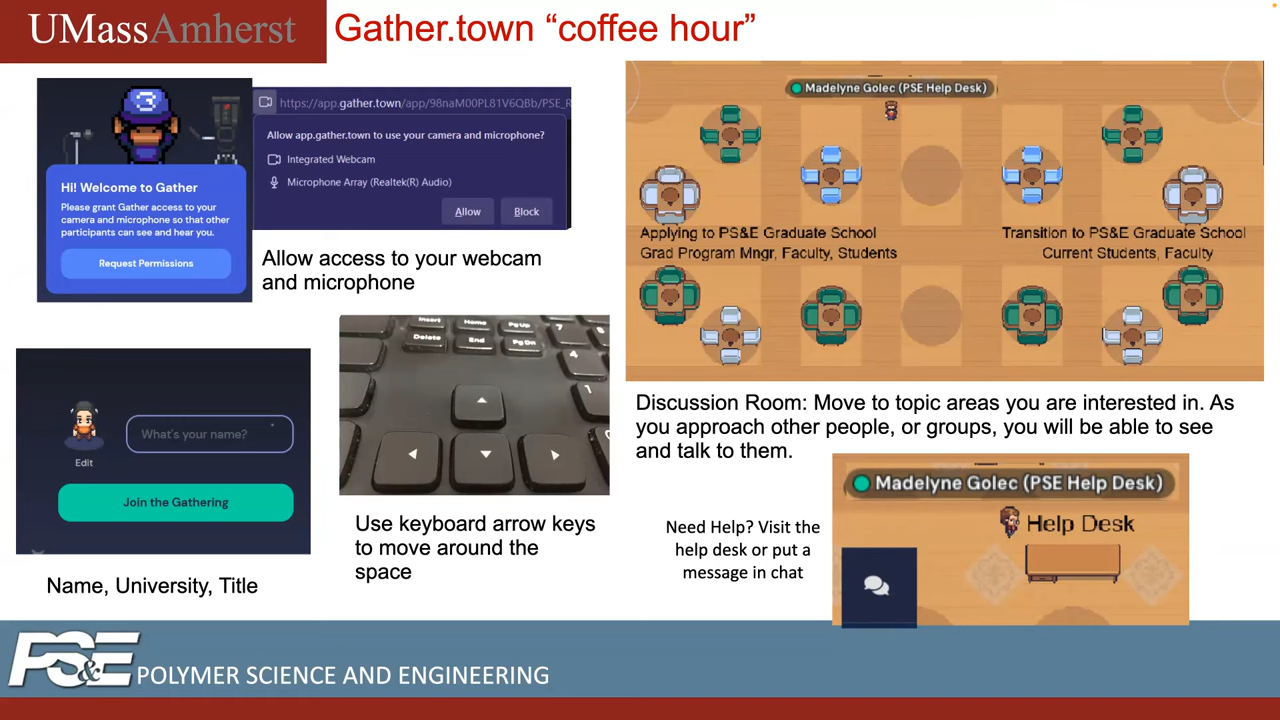 UMassAmherst
Gather.town “coffee hour”
Hi! Welcome to Gather
Please grant Gather access to your
camera and microphone so that other
participants can see and hear you.
Request Permissions
https://app.gather.town/app/98naM00PL81V6QBb/PSE_R
Allow app.gather.town to use your camera and microphone?
Integrated Webcam
Microphone Array (Realtek(R) Audio)
Allow
Block
Allow access to your webcam
and microphone
What's your name?
Edit
Join the Gathering
Name, University, Title
Insert
Home
PgUp
Delete
End
PgDn
7
4
1
Use keyboard arrow keys
to move around the
space
Madelyne Golec (PSE Help Desk)
Applying to PS&E Graduate School
Grad Program Mngr, Faculty, Students
Transition to PS&E Graduate School
Current Students, Faculty
Discussion Room: Move to topic areas you are interested in. As
you approach other people, or groups, you will be able to see
and talk to them.
Need Help? Visit the
help desk or put a
message in chat
Madelyne Golec (PSE Help Desk)
Help Desk
PS&E
POLYMER SCIENCE AND ENGINEERING